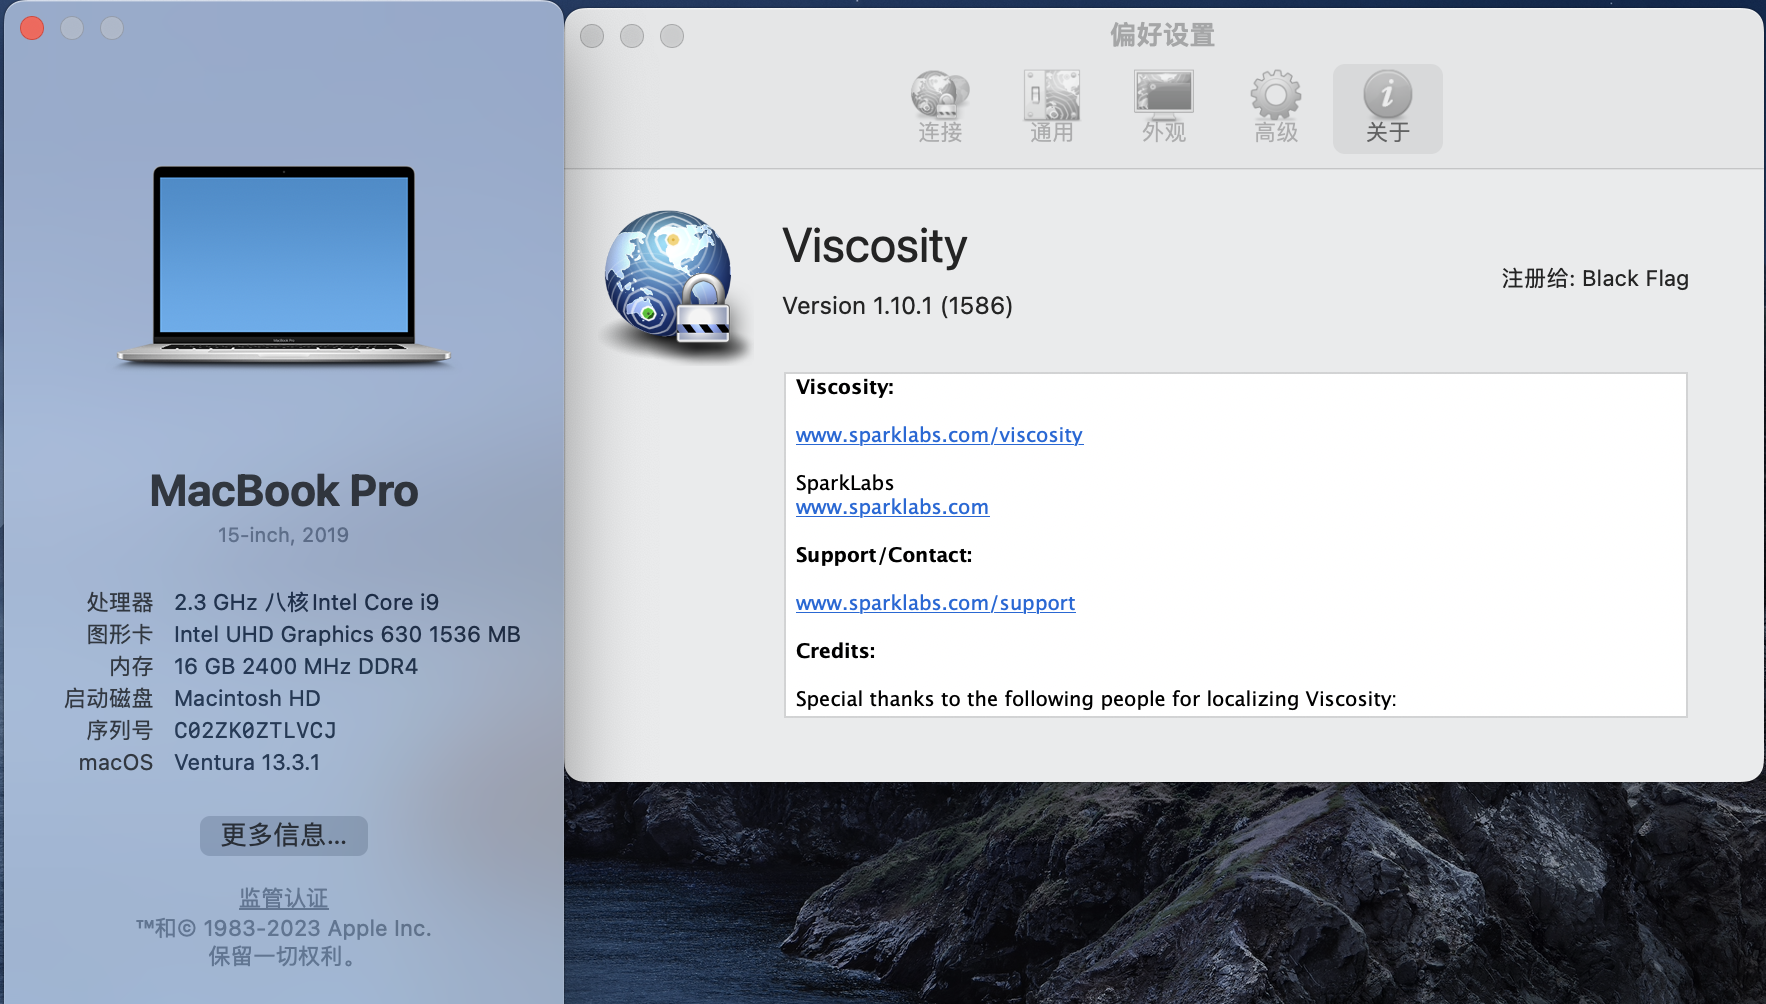 MacBook Pro
15-inch, 2019
处理器 2.3 GHz 八核Intel Core i9
图形卡 Intel UHD Graphics 630 1536 MB
内存 16 GB 2400 MHz DDR4
启动磁盘 Macintosh HD
序列号 C02ZK0ZTLVCJ
macOS Ventura 13.3.1
更多信息...
监管认证
™和© 1983-2023 Apple Inc.
保留一切权利。
偏好设置
连接 通用 外观 高级 关于
Viscosity
Version 1.10.1 (1586)
注册给: Black Flag
Viscosity:
www.sparklabs.com/viscosity
SparkLabs
www.sparklabs.com
Support/Contact:
www.sparklabs.com/support
Credits:
Special thanks to the following people for localizing Viscosity: